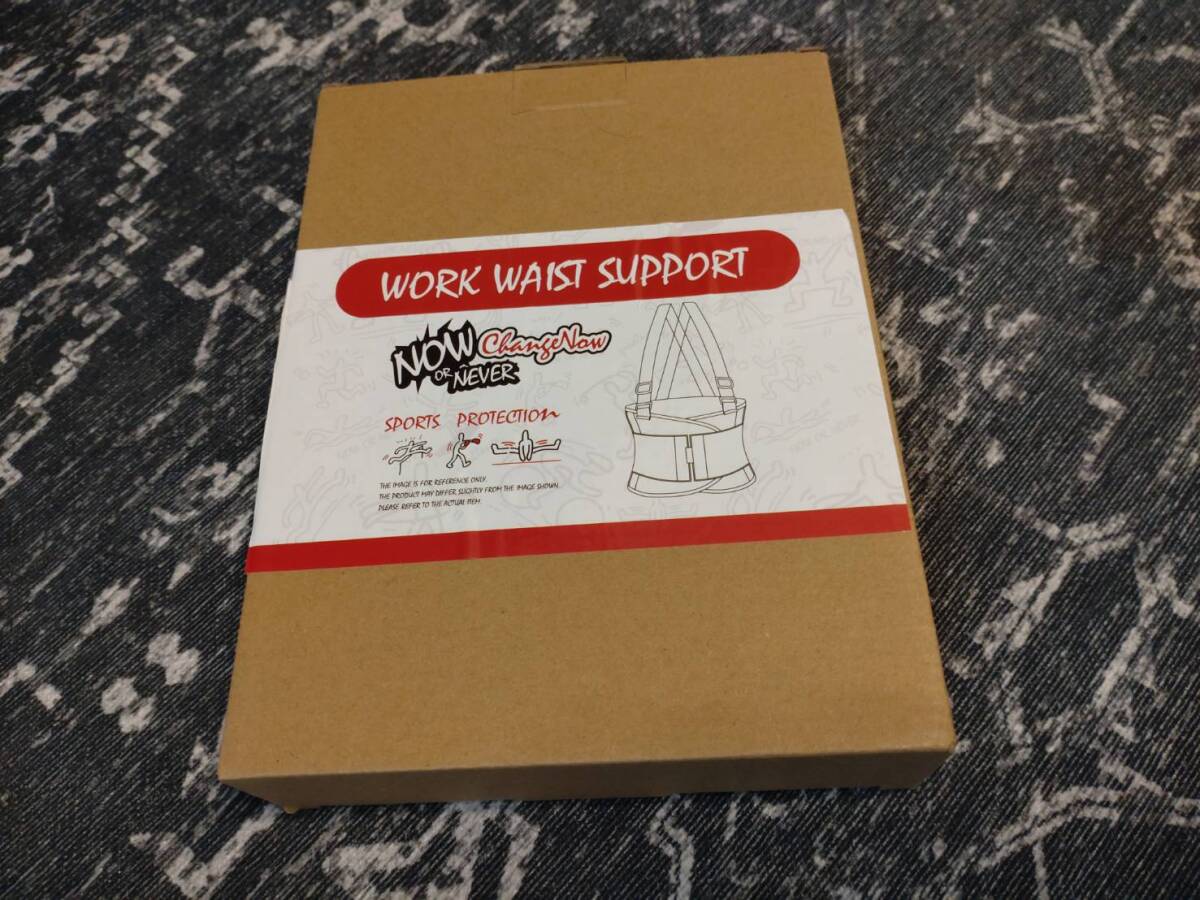 WORK WAIST SUPPORT
NOW ChangeNow
OR NEVER
SPORTS PROTECTION
THE IMAGE IS FOR REFERENCE ONLY.
THE PRODUCT MAY DIFFER SLIGHTLY FROM THE IMAGE SHOWN.
PLEASE REFER TO THE ACTUAL ITEM.